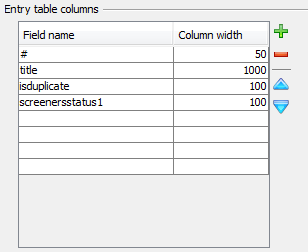 Entry table columns
Field name Column width
# 50
title 1000
isduplicate 100
screenersstatus1 100